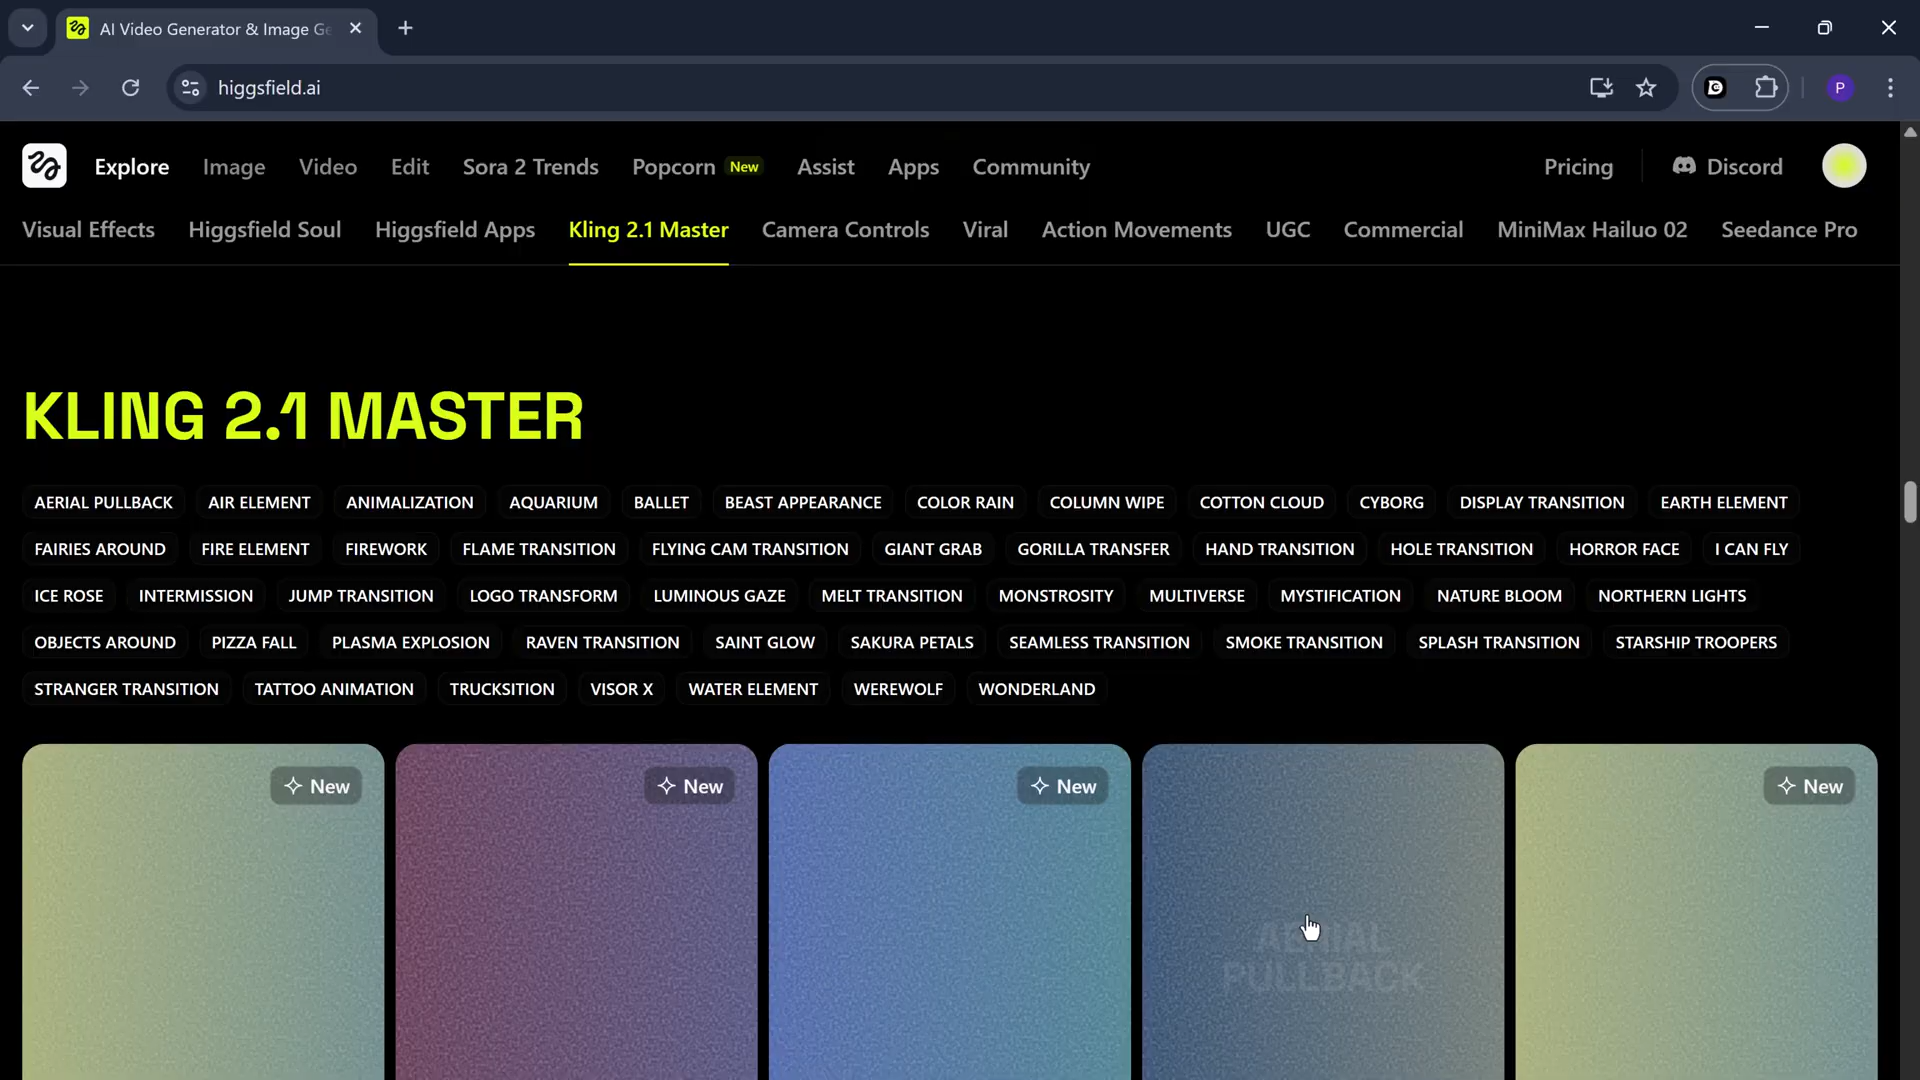 AI Video Generator & Image Ge
higgsfield.ai
P
Explore Image Video Edit Sora 2 Trends Popcorn New Assist Apps Community Pricing Discord
Visual Effects Higgsfield Soul Higgsfield Apps Kling 2.1 Master Camera Controls Viral Action Movements UGC Commercial MiniMax Hailuo 02 Seedance Pro
KLING 2.1 MASTER
AERIAL PULLBACK AIR ELEMENT ANIMALIZATION AQUARIUM BALLET BEAST APPEARANCE COLOR RAIN COLUMN WIPE COTTON CLOUD CYBORG DISPLAY TRANSITION EARTH ELEMENT
FAIRIES AROUND FIRE ELEMENT FIREWORK FLAME TRANSITION FLYING CAM TRANSITION GIANT GRAB GORILLA TRANSFER HAND TRANSITION HOLE TRANSITION HORROR FACE I CAN FLY
ICE ROSE INTERMISSION JUMP TRANSITION LOGO TRANSFORM LUMINOUS GAZE MELT TRANSITION MONSTROSITY MULTIVERSE MYSTIFICATION NATURE BLOOM NORTHERN LIGHTS
OBJECTS AROUND PIZZA FALL PLASMA EXPLOSION RAVEN TRANSITION SAINT GLOW SAKURA PETALS SEAMLESS TRANSITION SMOKE TRANSITION SPLASH TRANSITION STARSHIP TROOPERS
STRANGER TRANSITION TATTOO ANIMATION TRUCKSITION VISOR X WATER ELEMENT WEREWOLF WONDERLAND
New New New New
AERIAL
PULLBACK